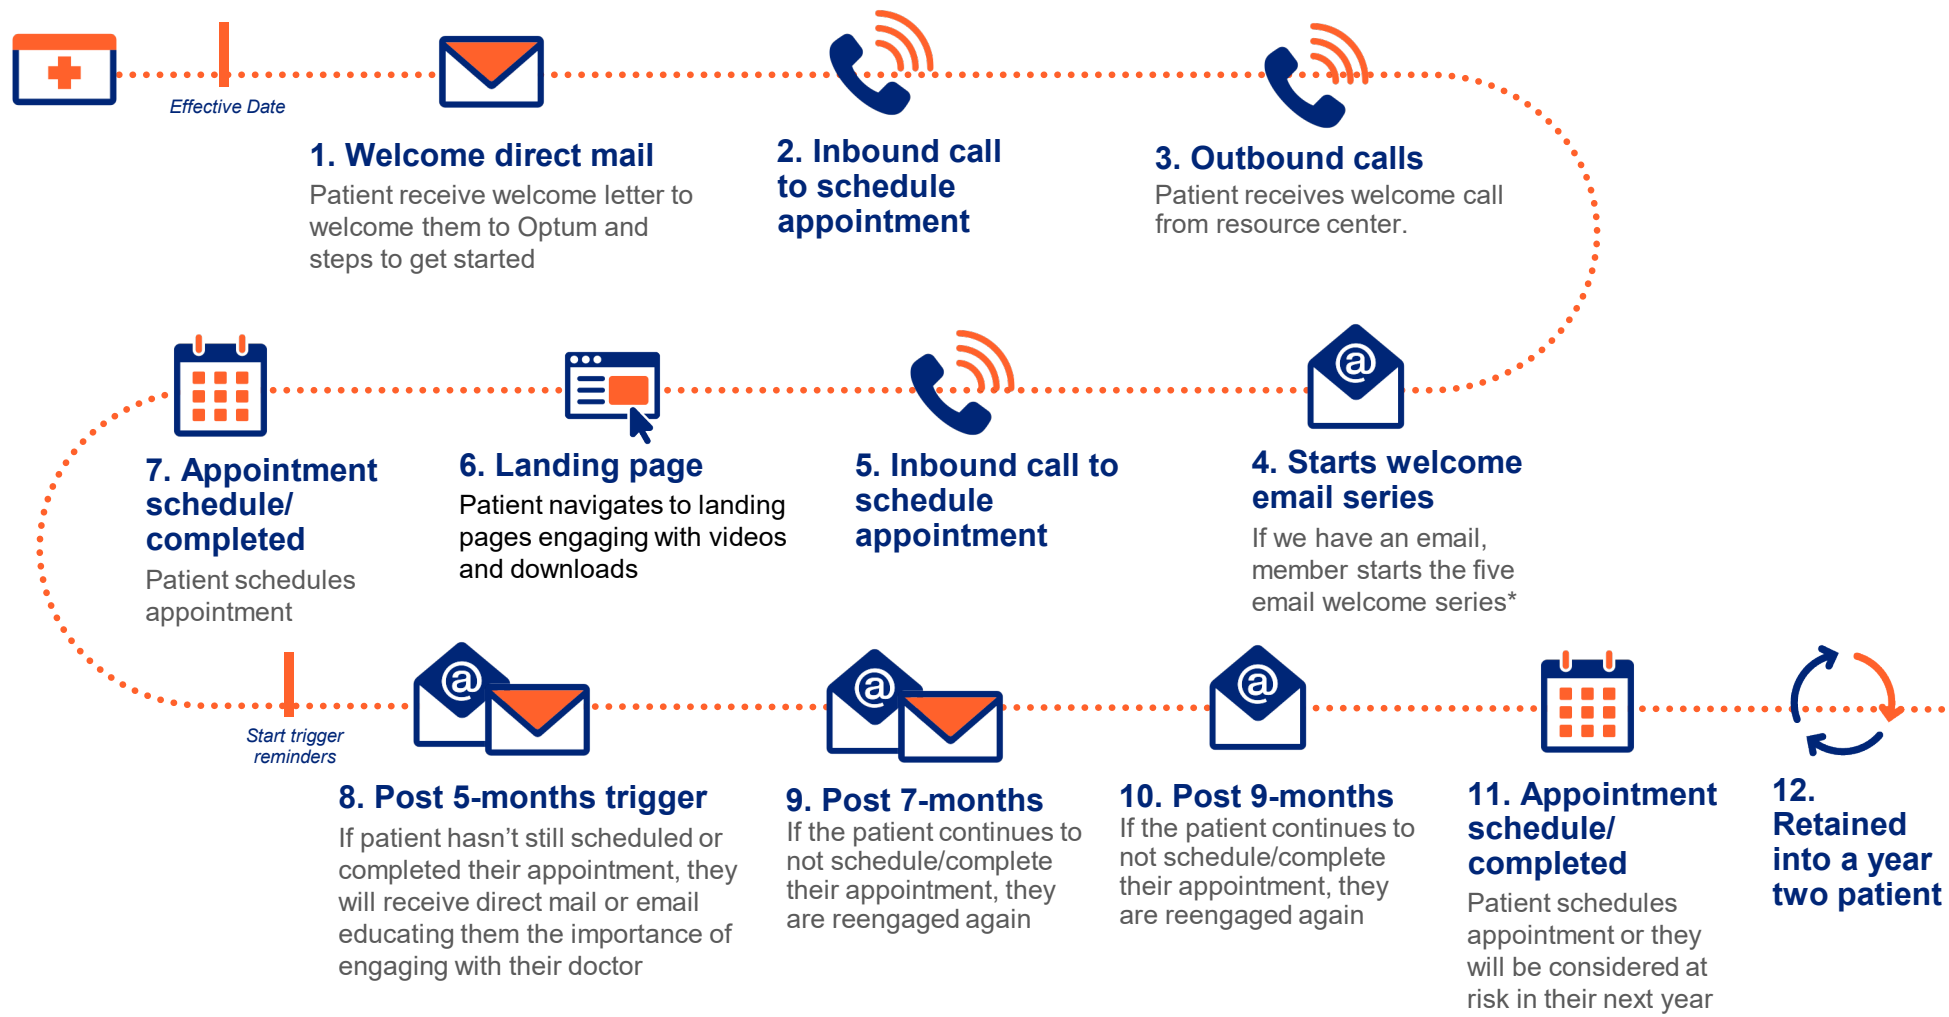 Effective Date
1. Welcome direct mail
Patient receive welcome letter to
welcome them to Optum and
steps to get started
2. Inbound call
to schedule
appointment
3. Outbound calls
Patient receives welcome call
from resource center.
4. Starts welcome
email series
If we have an email,
member starts the five
email welcome series*
5. Inbound call to
schedule
appointment
6. Landing page
Patient navigates to landing
pages engaging with videos
and downloads
7. Appointment
schedule/
completed
Patient schedules
appointment
Start trigger
reminders
8. Post 5-months trigger
If patient hasn’t still scheduled or
completed their appointment, they
will receive direct mail or email
educating them the importance of
engaging with their doctor
9. Post 7-months
If the patient continues to
not schedule/complete
their appointment, they
are reengaged again
10. Post 9-months
If the patient continues to
not schedule/complete
their appointment, they
are reengaged again
11. Appointment
schedule/
completed
Patient schedules
appointment or they
will be considered at
risk in their next year
12.
Retained
into a year
two patient